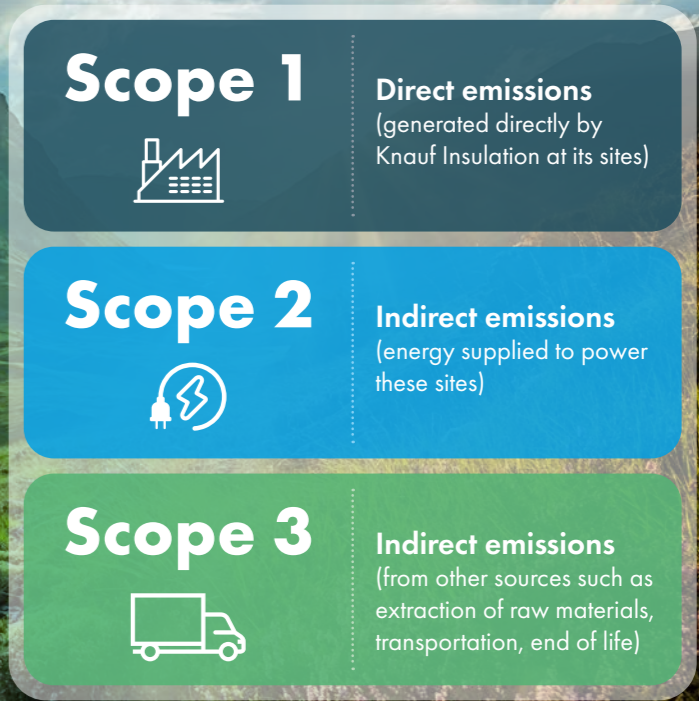 Scope 1
Direct emissions
(generated directly by
Knauf Insulation at its sites)
Scope 2
Indirect emissions
(energy supplied to power
these sites)
Scope 3
Indirect emissions
(from other sources such as
extraction of raw materials,
transportation, end of life)